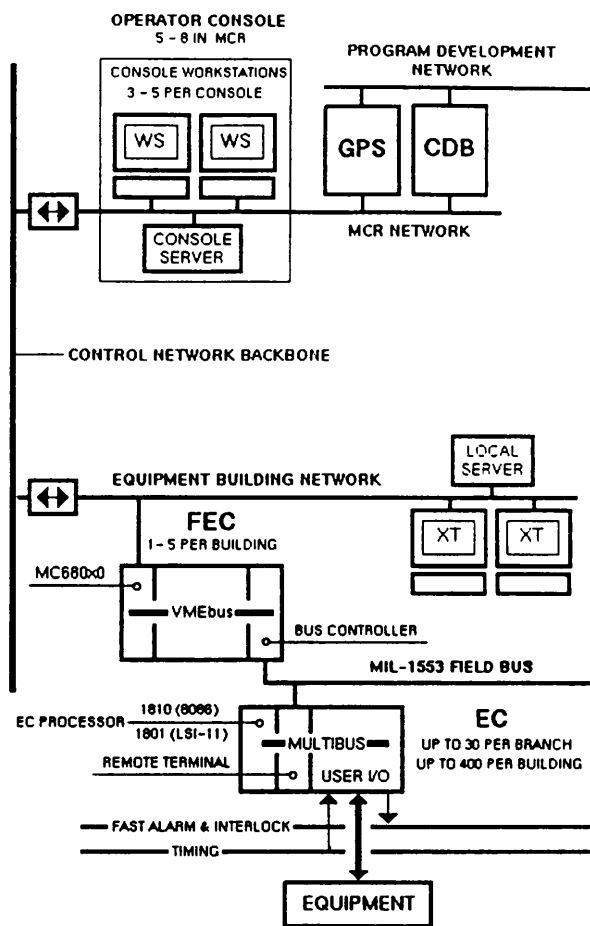 OPERATOR CONSOLE
5 - 8 IN MCR
PROGRAM DEVELOPMENT
NETWORK
CONSOLE WORKSTATIONS
3 - 5 PER CONSOLE
WS
WS
GPS
CDB
CONSOLE
SERVER
MCR NETWORK
CONTROL NETWORK BACKBONE
LOCAL
SERVER
EQUIPMENT BUILDING NETWORK
FEC
1 - 5 PER BUILDING
XT
XT
MC680x0
VMEbus
BUS CONTROLLER
MIL-1553 FIELD BUS
EC PROCESSOR
1810 (8086)
1801 (LSI-11)
MULTIBUS
EC
UP TO 30 PER BRANCH
UP TO 400 PER BUILDING
REMOTE TERMINAL
USER I/O
FAST ALARM & INTERLOCK
TIMING
EQUIPMENT